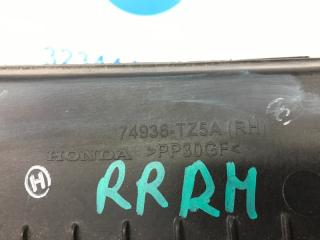 74936-TZ5A (RH)
HONDA >PP30GF<
H
RRRH